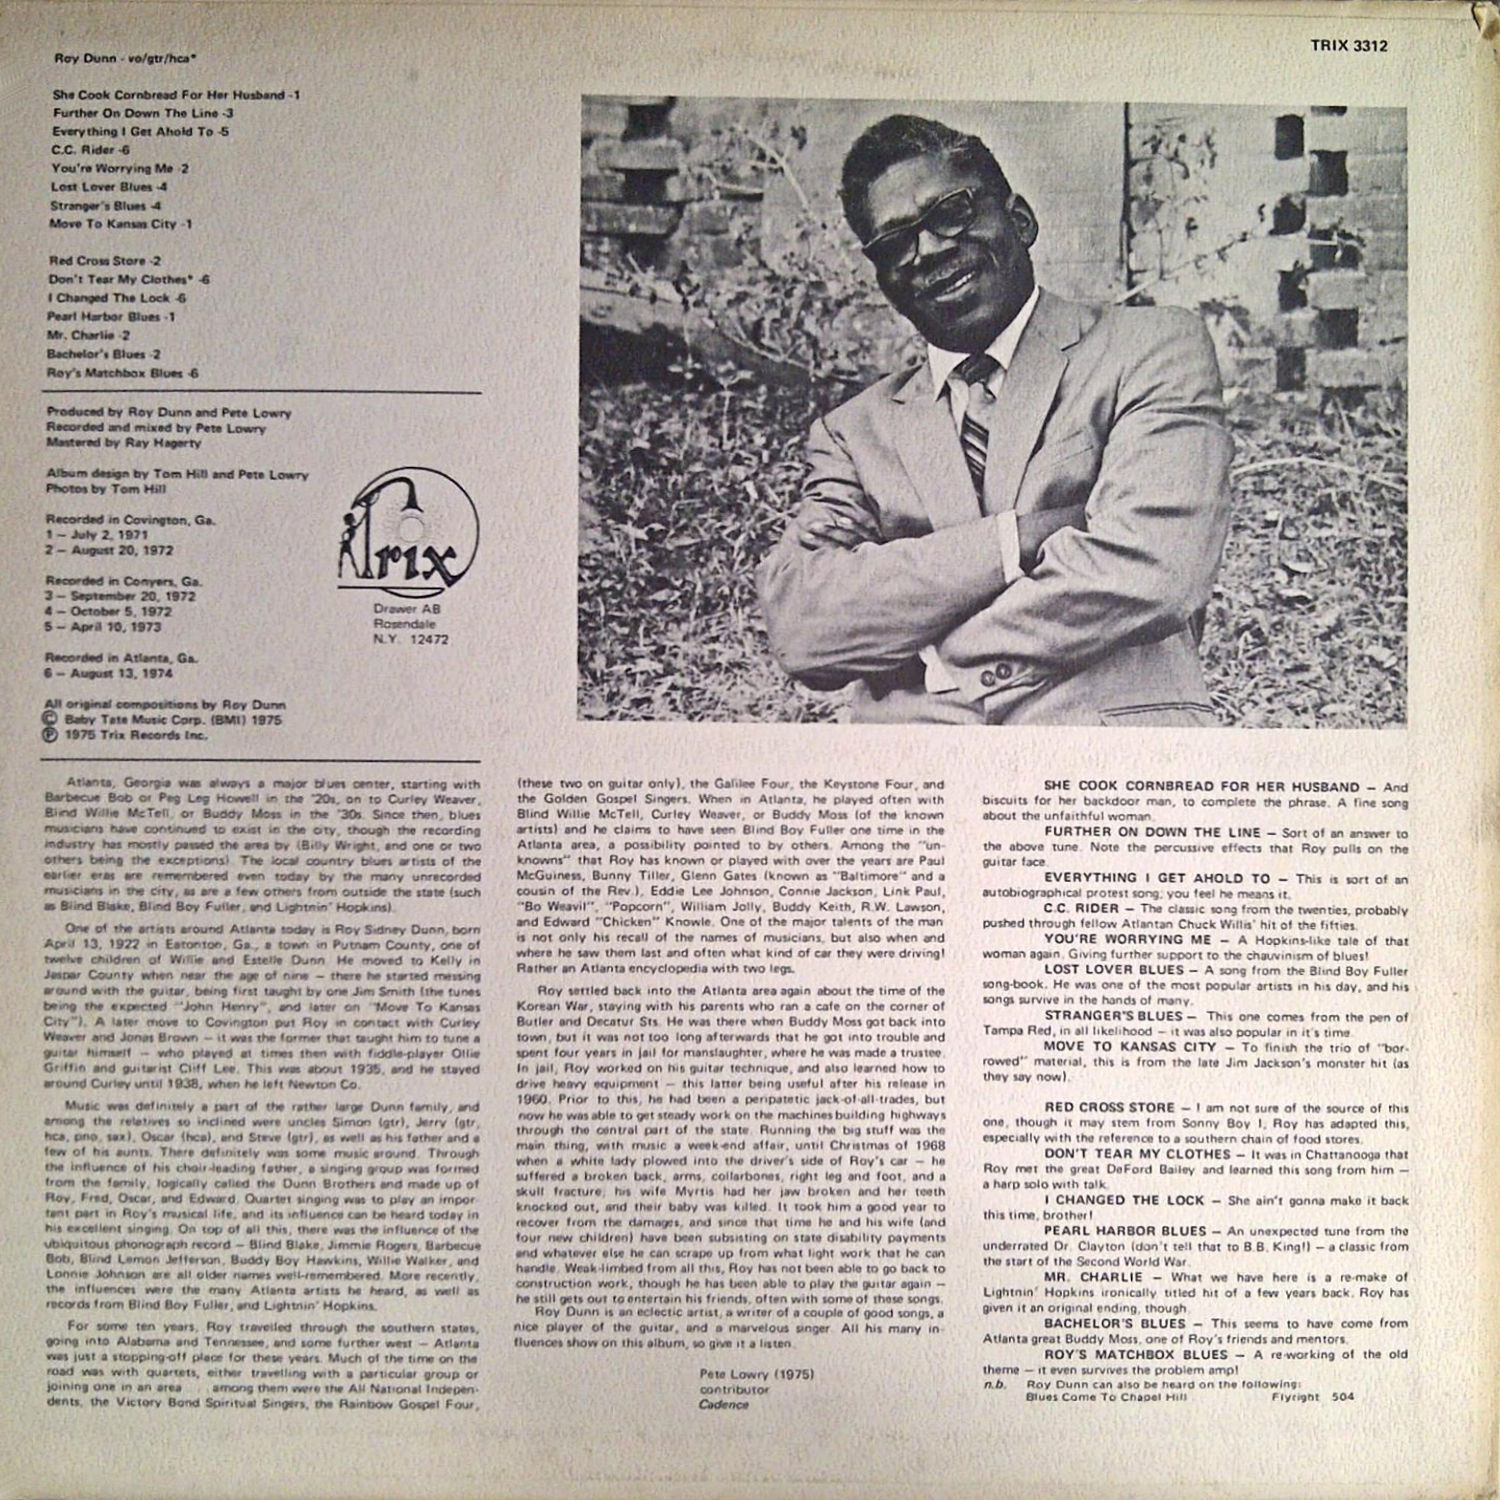 TRIX 3312
Roy Dunn - vo/gtr/hca*
She Cook Cornbread For Her Husband -1
Further On Down The Line -3
Everything I Get Ahold To -5
C.C. Rider -6
You're Worrying Me -2
Lost Lover Blues -4
Stranger's Blues -4
Move To Kansas City -1
Red Cross Store -2
Don't Tear My Clothes* -6
I Changed The Lock -6
Pearl Harbor Blues -1
Mr. Charlie -2
Bachelor's Blues -2
Roy's Matchbox Blues -6
Produced by Roy Dunn and Pete Lowry
Recorded and mixed by Pete Lowry
Mastered by Ray Hagerty
Album design by Tom Hill and Pete Lowry
Photos by Tom Hill
Recorded in Covington, Ga.
1 — July 2, 1971
2 — August 20, 1972
Recorded in Conyers, Ga.
3 — September 20, 1972
4 — October 5, 1972
5 — April 10, 1973
Recorded in Atlanta, Ga.
6 — August 13, 1974
All original compositions by Roy Dunn
© Baby Tate Music Corp. (BMI) 1975
℗ 1975 Trix Records Inc.
Trix
Drawer AB
Rosendale
N.Y. 12472
Atlanta, Georgia was always a major blues center, starting with
Barbecue Bob or Peg Leg Howell in the '20s, on to Curley Weaver,
Blind Willie McTell, or Buddy Moss in the '30s. Since then, blues
musicians have continued to exist in the city, though the recording
industry has mostly passed the area by (Billy Wright, and one or two
others being the exceptions). The local country blues artists of the
earlier eras are remembered even today by the many unrecorded
musicians in the city, as are a few others from outside the state (such
as Blind Blake, Blind Boy Fuller, and Lightnin' Hopkins).
One of the artists around Atlanta today is Roy Sidney Dunn, born
April 13, 1922 in Eatonton, Ga., a town in Putnam County, one of
twelve children of Willie and Estelle Dunn. He moved to Kelly in
Jaspar County when near the age of nine — there he started messing
around with the guitar, being first taught by one Jim Smith (the tunes
being the expected "John Henry", and later on "Move To Kansas
City"). A later move to Covington put Roy in contact with Curley
Weaver and Jonas Brown — it was the former that taught him to tune a
guitar himself — who played at times then with fiddle-player Ollie
Griffin and guitarist Cliff Lee. This was about 1935, and he stayed
around Curley until 1938, when he left Newton Co.
Music was definitely a part of the rather large Dunn family, and
among the relatives so inclined were uncles Simon (gtr), Jerry (gtr,
hca, pno, sax), Oscar (hca), and Steve (gtr), as well as his father and a
few of his aunts. There definitely was some music around. Through
the influence of his choir-leading father, a singing group was formed
from the family, logically called the Dunn Brothers and made up of
Roy, Fred, Oscar, and Edward. Quartet singing was to play an impor-
tant part in Roy's musical life, and its influence can be heard today in
his excellent singing. On top of all this, there was the influence of the
ubiquitous phonograph record — Blind Blake, Jimmie Rogers, Barbecue
Bob, Blind Lemon Jefferson, Buddy Boy Hawkins, Willie Walker, and
Lonnie Johnson are all older names well-remembered. More recently,
the influences were the many Atlanta artists he heard, as well as
records from Blind Boy Fuller, and Lightnin' Hopkins.
For some ten years, Roy travelled through the southern states,
going into Alabama and Tennessee, and some further west — Atlanta
was just a stopping-off place for these years. Much of the time on the
road was with quartets, either travelling with a particular group or
joining one in an area . . . among them were the All National Indepen-
dents, the Victory Bond Spiritual Singers, the Rainbow Gospel Four,
(these two on guitar only), the Galilee Four, the Keystone Four, and
the Golden Gospel Singers. When in Atlanta, he played often with
Blind Willie McTell, Curley Weaver, or Buddy Moss (of the known
artists) and he claims to have seen Blind Boy Fuller one time in the
Atlanta area, a possibility pointed to by others. Among the "un-
knowns" that Roy has known or played with over the years are Paul
McGuiness, Bunny Tiller, Glenn Gates (known as "Baltimore" and a
cousin of the Rev.), Eddie Lee Johnson, Connie Jackson, Link Paul,
"Bo Weavil", "Popcorn", William Jolly, Buddy Keith, R.W. Lawson,
and Edward "Chicken" Knowle. One of the major talents of the man
is not only his recall of the names of musicians, but also when and
where he saw them last and often what kind of car they were driving!
Rather an Atlanta encyclopedia with two legs.
Roy settled back into the Atlanta area again about the time of the
Korean War, staying with his parents who ran a cafe on the corner of
Butler and Decatur Sts. He was there when Buddy Moss got back into
town, but it was not too long afterwards that he got into trouble and
spent four years in jail for manslaughter, where he was made a trustee.
In jail, Roy worked on his guitar technique, and also learned how to
drive heavy equipment — this latter being useful after his release in
1960. Prior to this, he had been a peripatetic jack-of-all-trades, but
now he was able to get steady work on the machines building highways
through the central part of the state. Running the big stuff was the
main thing, with music a week-end affair, until Christmas of 1968
when a white lady plowed into the driver's side of Roy's car — he
suffered a broken back, arms, collarbones, right leg and foot, and a
skull fracture; his wife Myrtis had her jaw broken and her teeth
knocked out, and their baby was killed. It took him a good year to
recover from the damages, and since that time he and his wife (and
four new children) have been subsisting on state disability payments
and whatever else he can scrape up from what light work that he can
handle. Weak-limbed from all this, Roy has not been able to go back to
construction work, though he has been able to play the guitar again —
he still gets out to entertain his friends, often with some of these songs.
Roy Dunn is an eclectic artist, a writer of a couple of good songs, a
nice player of the guitar, and a marvelous singer. All his many in-
fluences show on this album, so give it a listen.
Pete Lowry (1975)
contributor
Cadence
SHE COOK CORNBREAD FOR HER HUSBAND — And
biscuits for her backdoor man, to complete the phrase. A fine song
about the unfaithful woman.
FURTHER ON DOWN THE LINE — Sort of an answer to
the above tune. Note the percussive effects that Roy pulls on the
guitar face.
EVERYTHING I GET AHOLD TO — This is sort of an
autobiographical protest song; you feel he means it.
C.C. RIDER — The classic song from the twenties, probably
pushed through fellow Atlantan Chuck Willis' hit of the fifties.
YOU'RE WORRYING ME — A Hopkins-like tale of that
woman again. Giving further support to the chauvinism of blues!
LOST LOVER BLUES — A song from the Blind Boy Fuller
song-book. He was one of the most popular artists in his day, and his
songs survive in the hands of many.
STRANGER'S BLUES — This one comes from the pen of
Tampa Red, in all likelihood — it was also popular in it's time.
MOVE TO KANSAS CITY — To finish the trio of "bor-
rowed" material, this is from the late Jim Jackson's monster hit (as
they say now).
RED CROSS STORE — I am not sure of the source of this
one, though it may stem from Sonny Boy I; Roy has adapted this,
especially with the reference to a southern chain of food stores.
DON'T TEAR MY CLOTHES — It was in Chattanooga that
Roy met the great DeFord Bailey and learned this song from him —
a harp solo with talk.
I CHANGED THE LOCK — She ain't gonna make it back
this time, brother!
PEARL HARBOR BLUES — An unexpected tune from the
underrated Dr. Clayton (don't tell that to B.B. King!) — a classic from
the start of the Second World War.
MR. CHARLIE — What we have here is a re-make of
Lightnin' Hopkins ironically titled hit of a few years back. Roy has
given it an original ending, though.
BACHELOR'S BLUES — This seems to have come from
Atlanta great Buddy Moss, one of Roy's friends and mentors.
ROY'S MATCHBOX BLUES — A re-working of the old
theme — it even survives the problem amp!
n.b. Roy Dunn can also be heard on the following:
Blues Come To Chapel Hill Flyright 504